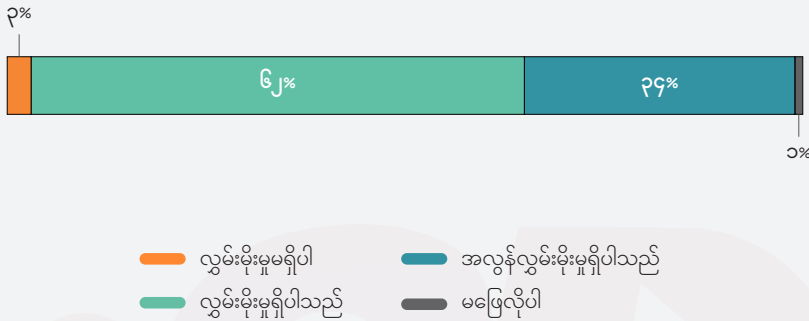 ၃%
၆၂%
၃၄%
၁%
လွှမ်းမိုးမှုမရှိပါ
အလွန်လွှမ်းမိုးမှုရှိပါသည်
လွှမ်းမိုးမှုရှိပါသည်
မဖြေလိုပါ